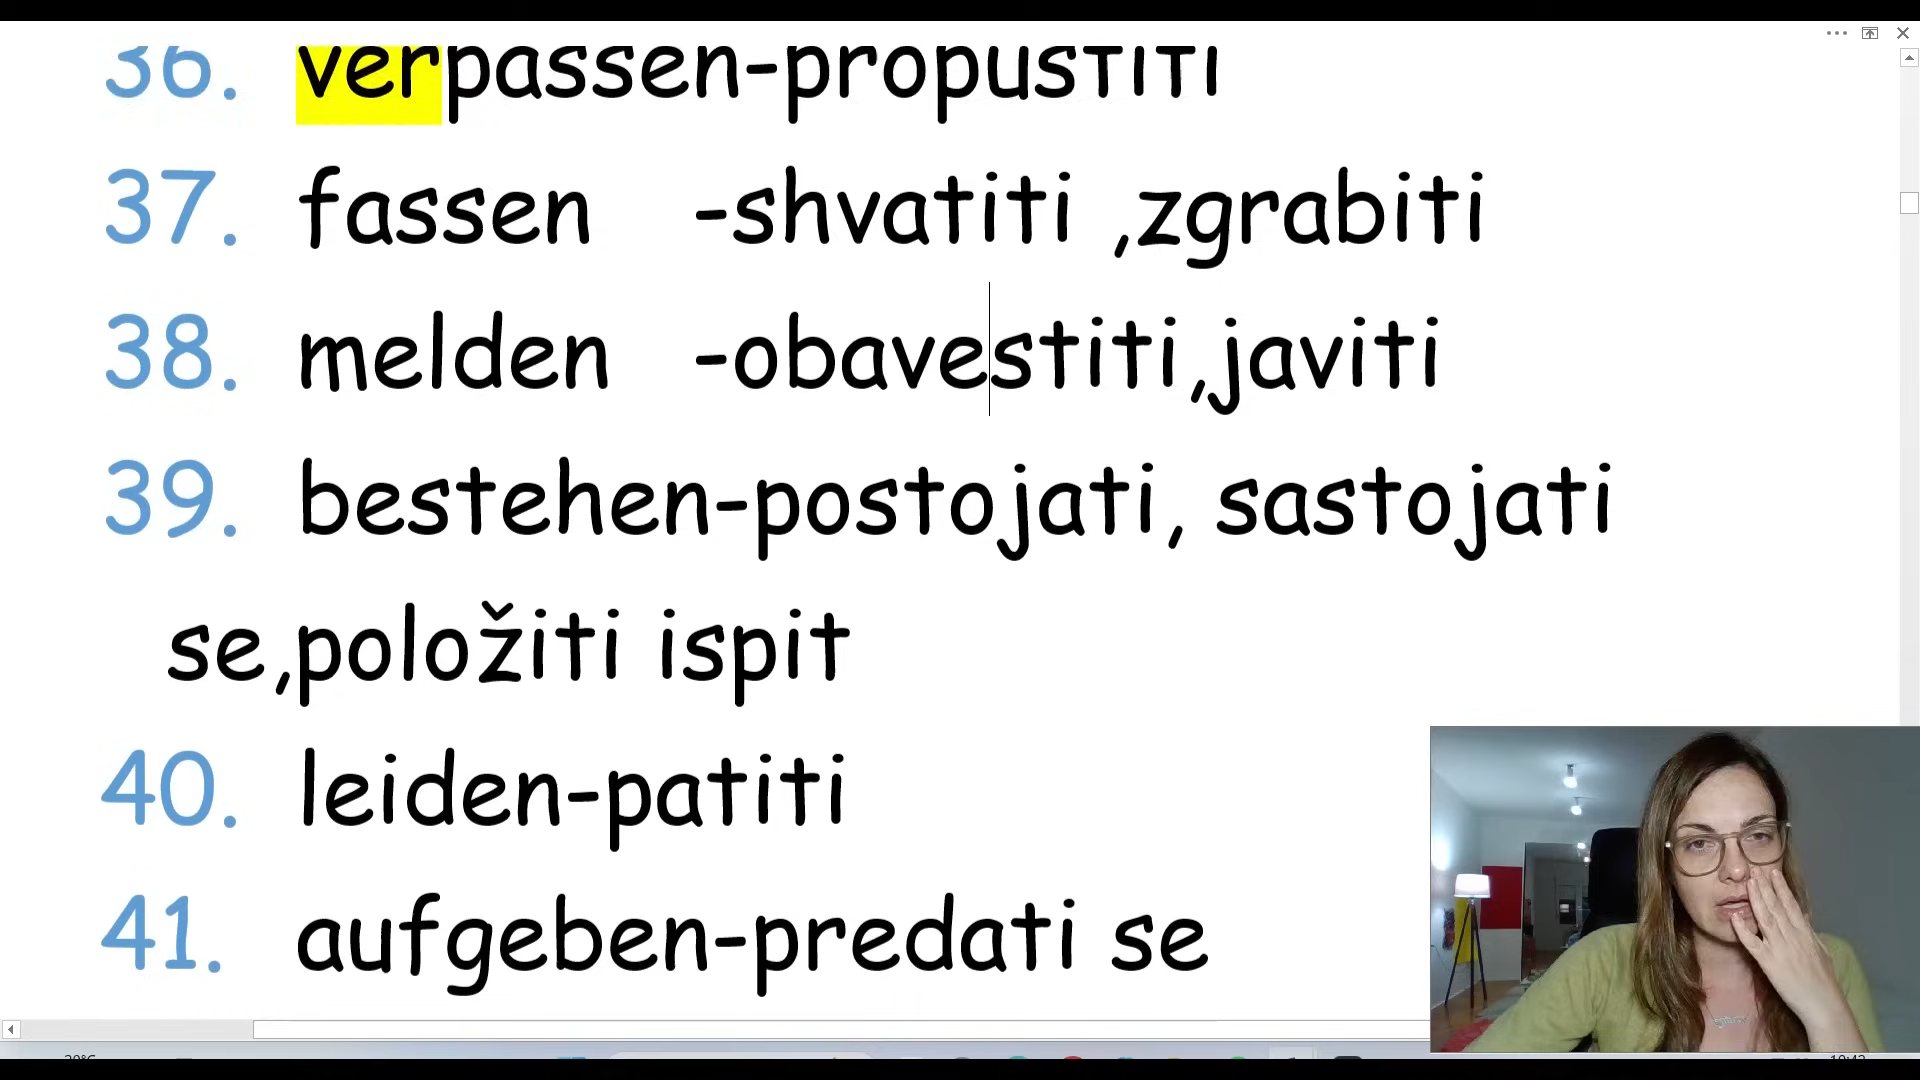 36. verpassen-propustiti
37. fassen -shvatiti ,zgrabiti
38. melden -obavestiti,javiti
39. bestehen-postojati, sastojati
se,položiti ispit
40. leiden-patiti
41. aufgeben-predati se